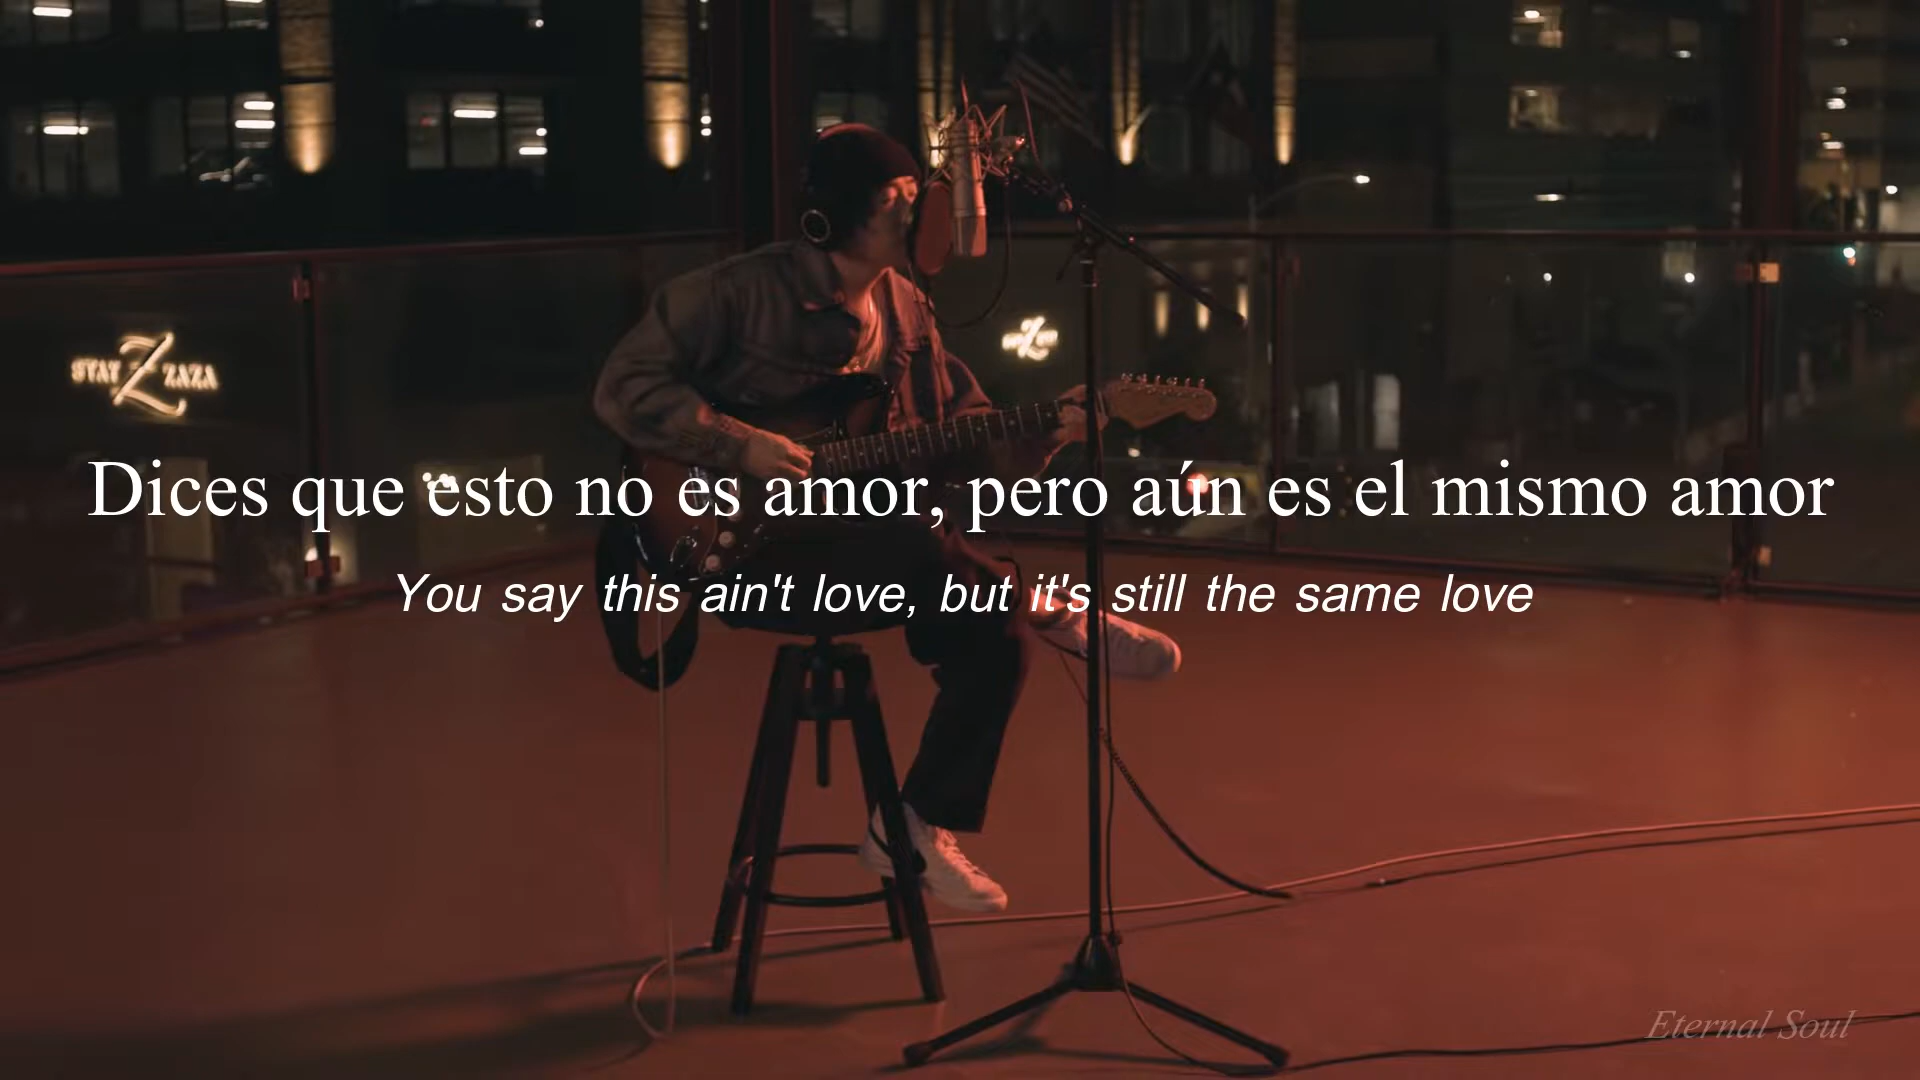 STAY Z ZAZA
Dices que esto no es amor, pero aún es el mismo amor
You say this ain't love, but it's still the same love
Eternal Soul